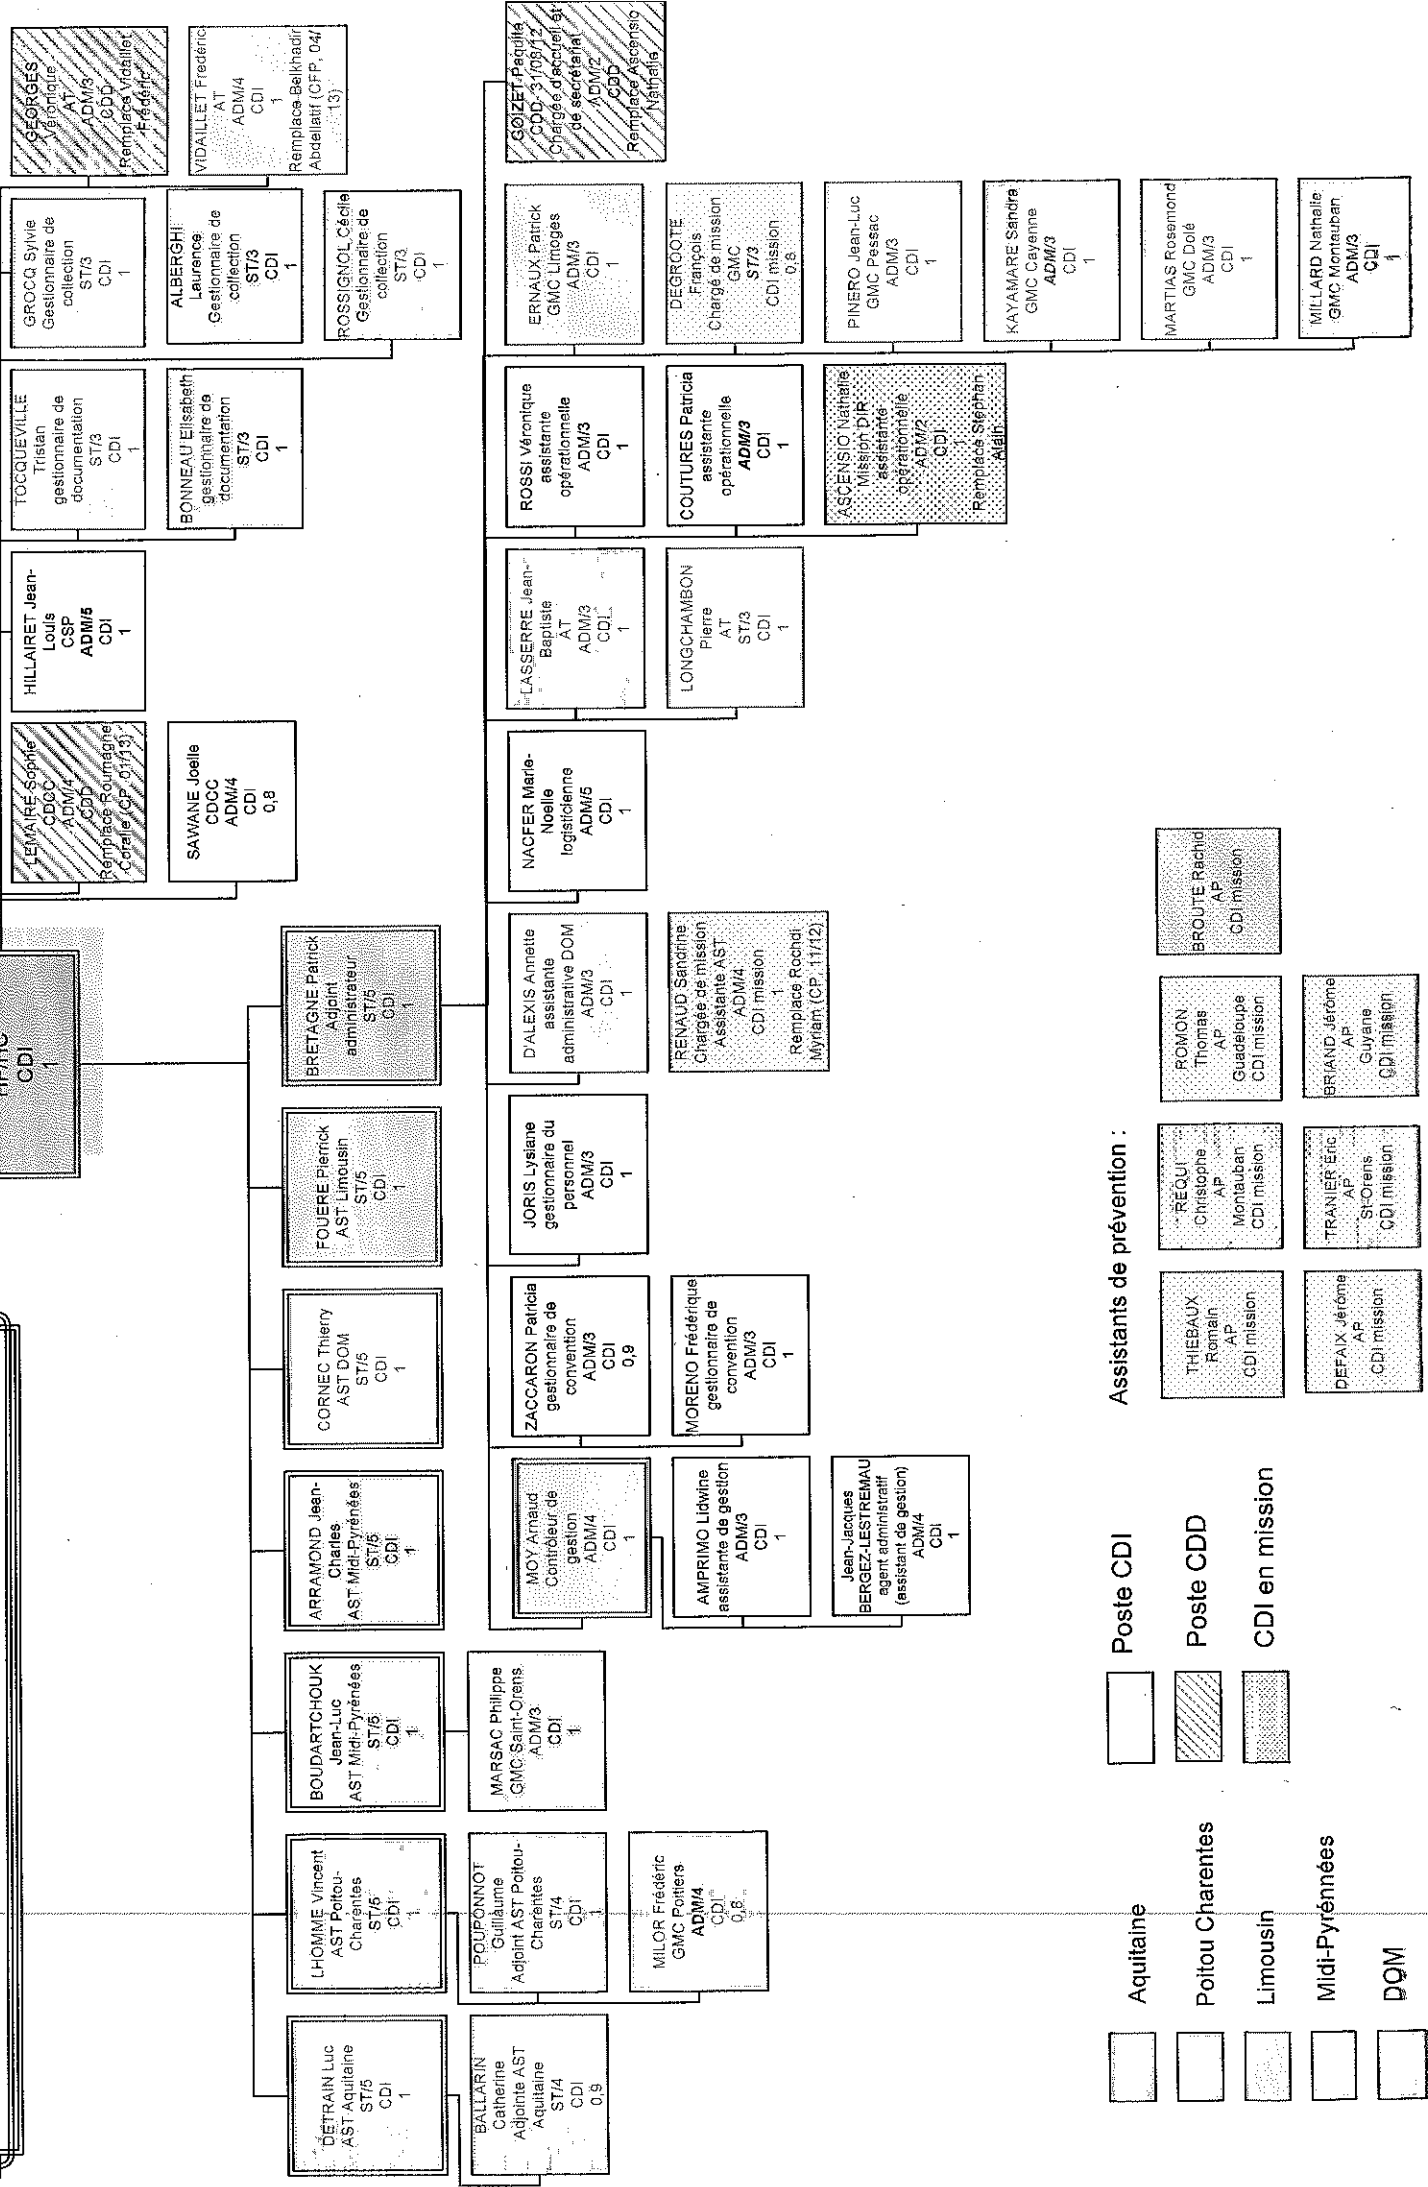 HF/HC
CDI
1
LEMAIRE Sophie
CDCC
ADM/4
CDD
Remplace Roumagne
Coralie (CP, 01/13)
SAWANE Joelle
CDCC
ADM/4
CDI
0,8
HILLAIRET Jean-
Louis
CSP
ADM/5
CDI
1
TOCQUEVILLE
Tristan
gestionnaire de
documentation
ST/3
CDI
1
BONNEAU Elisabeth
gestionnaire de
documentation
ST/3
CDI
1
GROCQ Sylvie
Gestionnaire de
collection
ST/3
CDI
1
ALBERGHI
Laurence
Gestionnaire de
collection
ST/3
CDI
1
ROSSIGNOL Cécile
Gestionnaire de
collection
ST/3
CDI
1
GEORGES
Véronique
AT
ADM/3
CDD
Remplace Vidaillet
Frédéric
VIDAILLET Frédéric
AT
ADM/4
CDI
1
Remplace Belkhadir
Abdellatif (CFP, 04/
13)
DETRAIN Luc
AST Aquitaine
ST/5
CDI
1
LHOMME Vincent
AST Poitou-
Charentes
ST/5
CDI
1
BOUDARTCHOUK
Jean-Luc
AST Midi-Pyrénées
ST/5
CDI
1
ARRAMOND Jean-
Charles
AST Midi-Pyrénées
ST/5
CDI
1
CORNEC Thierry
AST DOM
ST/5
CDI
1
FOUERE Pierrick
AST Limousin
ST/5
CDI
1
BRETAGNE Patrick
Adjoint
administrateur
ST/5
CDI
1
BALLARIN
Catherine
Adjointe AST
Aquitaine
ST/4
CDI
0,9
POUPONNOT
Guillaume
Adjoint AST Poitou-
Charentes
ST/4
CDI
1
MILOR Frédéric
GMC Poitiers
ADM/4
CDI
0,8
MARSAC Philippe
GMC Saint-Orens
ADM/3
CDI
1
MOY Arnaud
Contrôleur de
gestion
ADM/4
CDI
1
AMPRIMO Lidwine
assistante de gestion
ADM/3
CDI
1
Jean-Jacques
BERGEZ-LESTREMAU
agent administratif
(assistant de gestion)
ADM/4
CDI
1
ZACCARON Patricia
gestionnaire de
convention
ADM/3
CDI
0,9
MORENO Frédérique
gestionnaire de
convention
ADM/3
CDI
1
JORIS Lysiane
gestionnaire du
personnel
ADM/3
CDI
1
D'ALEXIS Annette
assistante
administrative DOM
ADM/3
CDI
1
RENAUD Sandrine
Chargée de mission
Assistante AST
ADM/4
CDI mission
1
Remplace Rochdi
Myriam (CP, 11/12)
NACFER Marie-
Noelle
logisticienne
ADM/5
CDI
1
LASSERRE Jean-
Baptiste
AT
ADM/3
CDI
1
LONGCHAMBON
Pierre
AT
ST/3
CDI
1
ROSSI Véronique
assistante
opérationnelle
ADM/3
CDI
1
COUTURES Patricia
assistante
opérationnelle
ADM/3
CDI
1
ASCENSIO Nathalie
Mission DIR
assistante
opérationnelle
ADM/2
CDI
1
Remplace Stephan
Alain
ERNAUX Patrick
GMC Limoges
ADM/3
CDI
1
DEGROOTE
François
Chargé de mission
GMC
ST/3
CDI mission
0,8
PINERO Jean-Luc
GMC Pessac
ADM/3
CDI
1
KAYAMARE Sandra
GMC Cayenne
ADM/3
CDI
1
MARTIAS Rosemond
GMC Dolé
ADM/3
CDI
1
MILLARD Nathalie
GMC Montauban
ADM/3
CDI
1
GOIZET Paquita
CDD, 31/08/12
Chargée d'accueil et
de secrétariat
ADM/2
CDD
Remplace Ascensio
Nathalie
Aquitaine
Poitou Charentes
Limousin
Midi-Pyrénnées
DOM
Poste CDI
Poste CDD
CDI en mission
Assistants de prévention :
THIEBAUX
Romain
AP
CDI mission
REQUI
Christophe
AP
Montauban
CDI mission
ROMON
Thomas
AP
Guadeloupe
CDI mission
BROUTE Rachid
AP
CDI mission
DEFAIX Jérôme
AP
CDI mission
TRANIER Eric
AP
St-Orens
CDI mission
BRIAND Jérôme
AP
Guyane
CDI mission